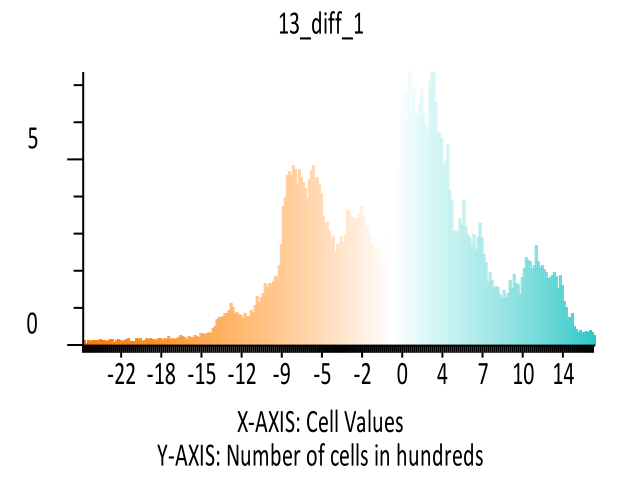 13_diff_1
5
0
-22 -18 -15 -12 -9 -5 -2 0 4 7 10 14
X-AXIS: Cell Values
Y-AXIS: Number of cells in hundreds